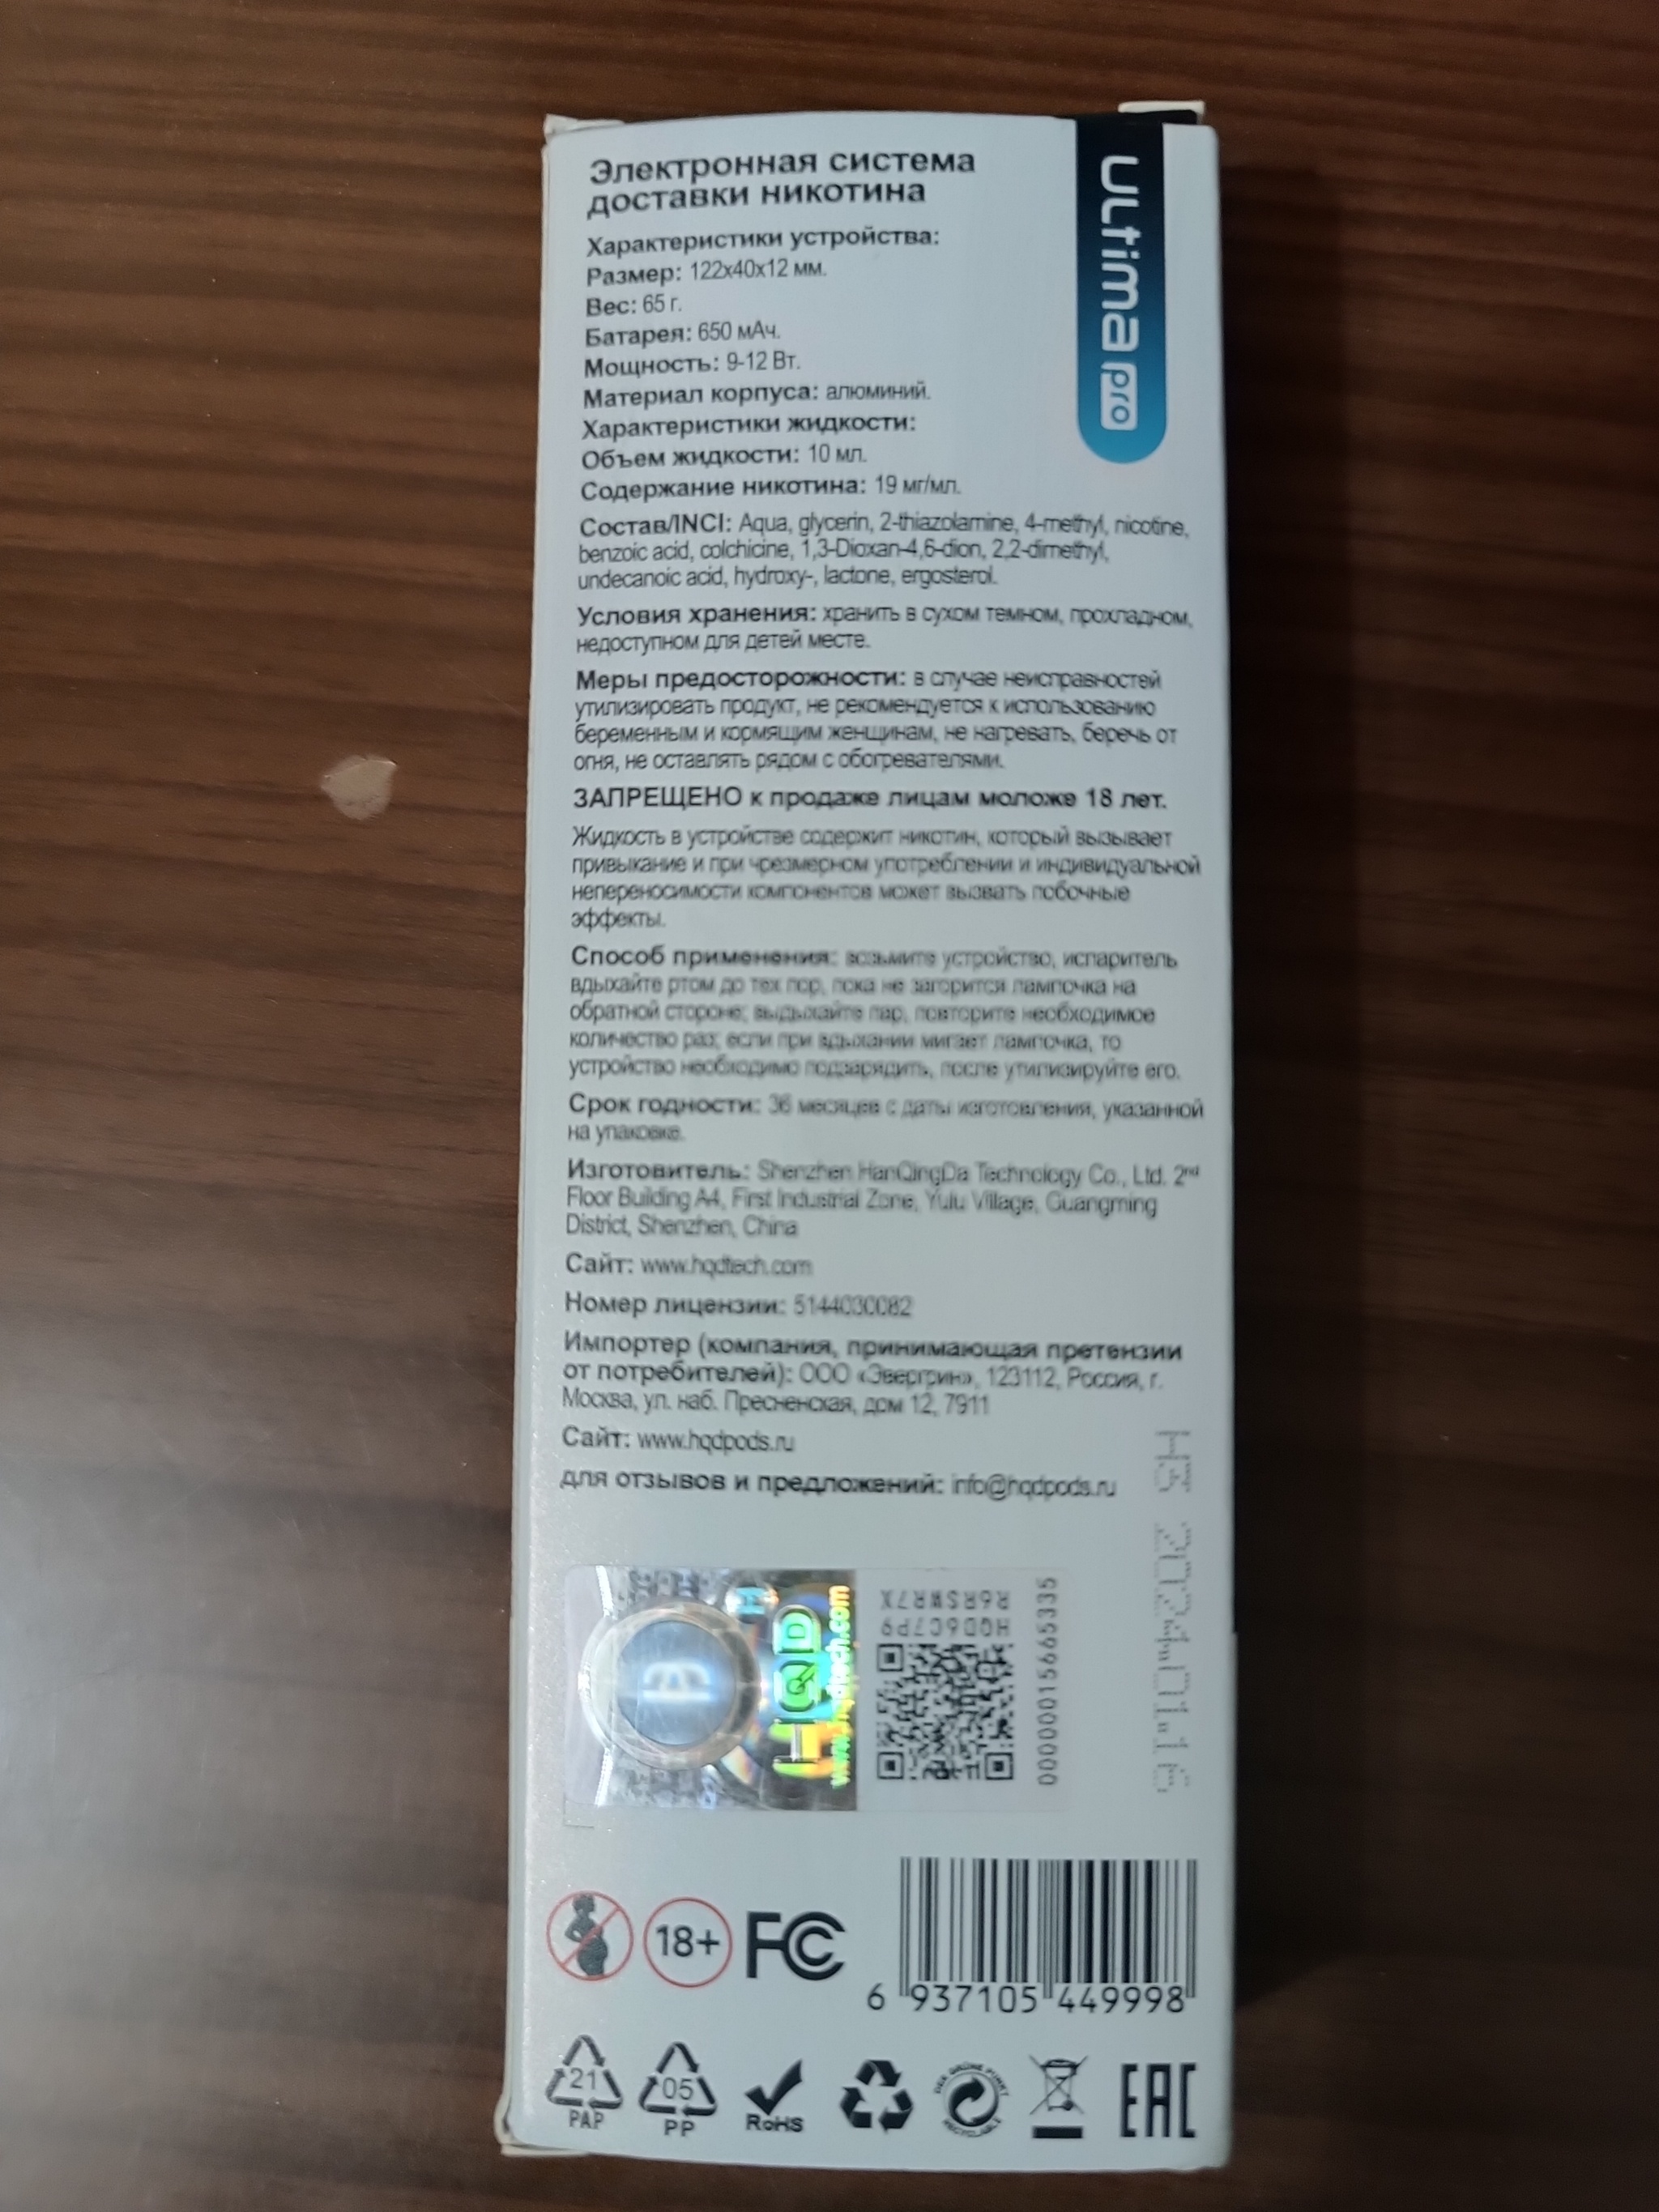 Электронная система
доставки никотина
ULTIMA pro
Характеристики устройства:
Размер: 122x40x12 мм.
Вес: 65 г.
Батарея: 650 мАч.
Мощность: 9-12 Вт.
Материал корпуса: алюминий.
Характеристики жидкости:
Объем жидкости: 10 мл.
Содержание никотина: 19 мг/мл.
Состав/INCI: Aqua, glycerin, 2-thiazolamine, 4-methyl, nicotine,
benzoic acid, colchicine, 1,3-Dioxan-4,6-dion, 2,2-dimethyl,
undecanoic acid, hydroxy-, lactone, ergosterol.
Условия хранения: хранить в сухом темном, прохладном,
недоступном для детей месте.
Меры предосторожности: в случае неисправностей
утилизировать продукт, не рекомендуется к использованию
беременным и кормящим женщинам, не нагревать, беречь от
огня, не оставлять рядом с обогревателями.
ЗАПРЕЩЕНО к продаже лицам моложе 18 лет.
Жидкость в устройстве содержит никотин, который вызывает
привыкание и при чрезмерном употреблении и индивидуальной
непереносимости компонентов может вызвать побочные
эффекты.
Способ применения: возьмите устройство, испаритель
вдыхайте ртом до тех пор, пока не загорится лампочка на
обратной стороне; выдыхайте пар, повторите необходимое
количество раз; если при вдыхании мигает лампочка, то
устройство необходимо подзарядить, после утилизируйте его.
Срок годности: 36 месяцев с даты изготовления, указанной
на упаковке.
Изготовитель: Shenzhen HanQingDa Technology Co., Ltd. 2nd
Floor Building A4, First Industrial Zone, Yulu Village, Guangming
District, Shenzhen, China
Сайт: www.hqdtech.com
Номер лицензии: 5144030082
Импортер (компания, принимающая претензии
от потребителей): ООО «Эвергрин», 123112, Россия, г.
Москва, ул. наб. Пресненская, дом 12, 7911
Сайт: www.hqdpods.ru
для отзывов и предложений: info@hqdpods.ru
HS 20240116
HQD
www.hqdtech.com
HQD6C7P9
R6RSWR7X
00000015665335
18+
FC
6 937105 449998
21
PAP
05
PP
RoHS
DER GRÜNE PUNKT
RECYCLABLE
EAC